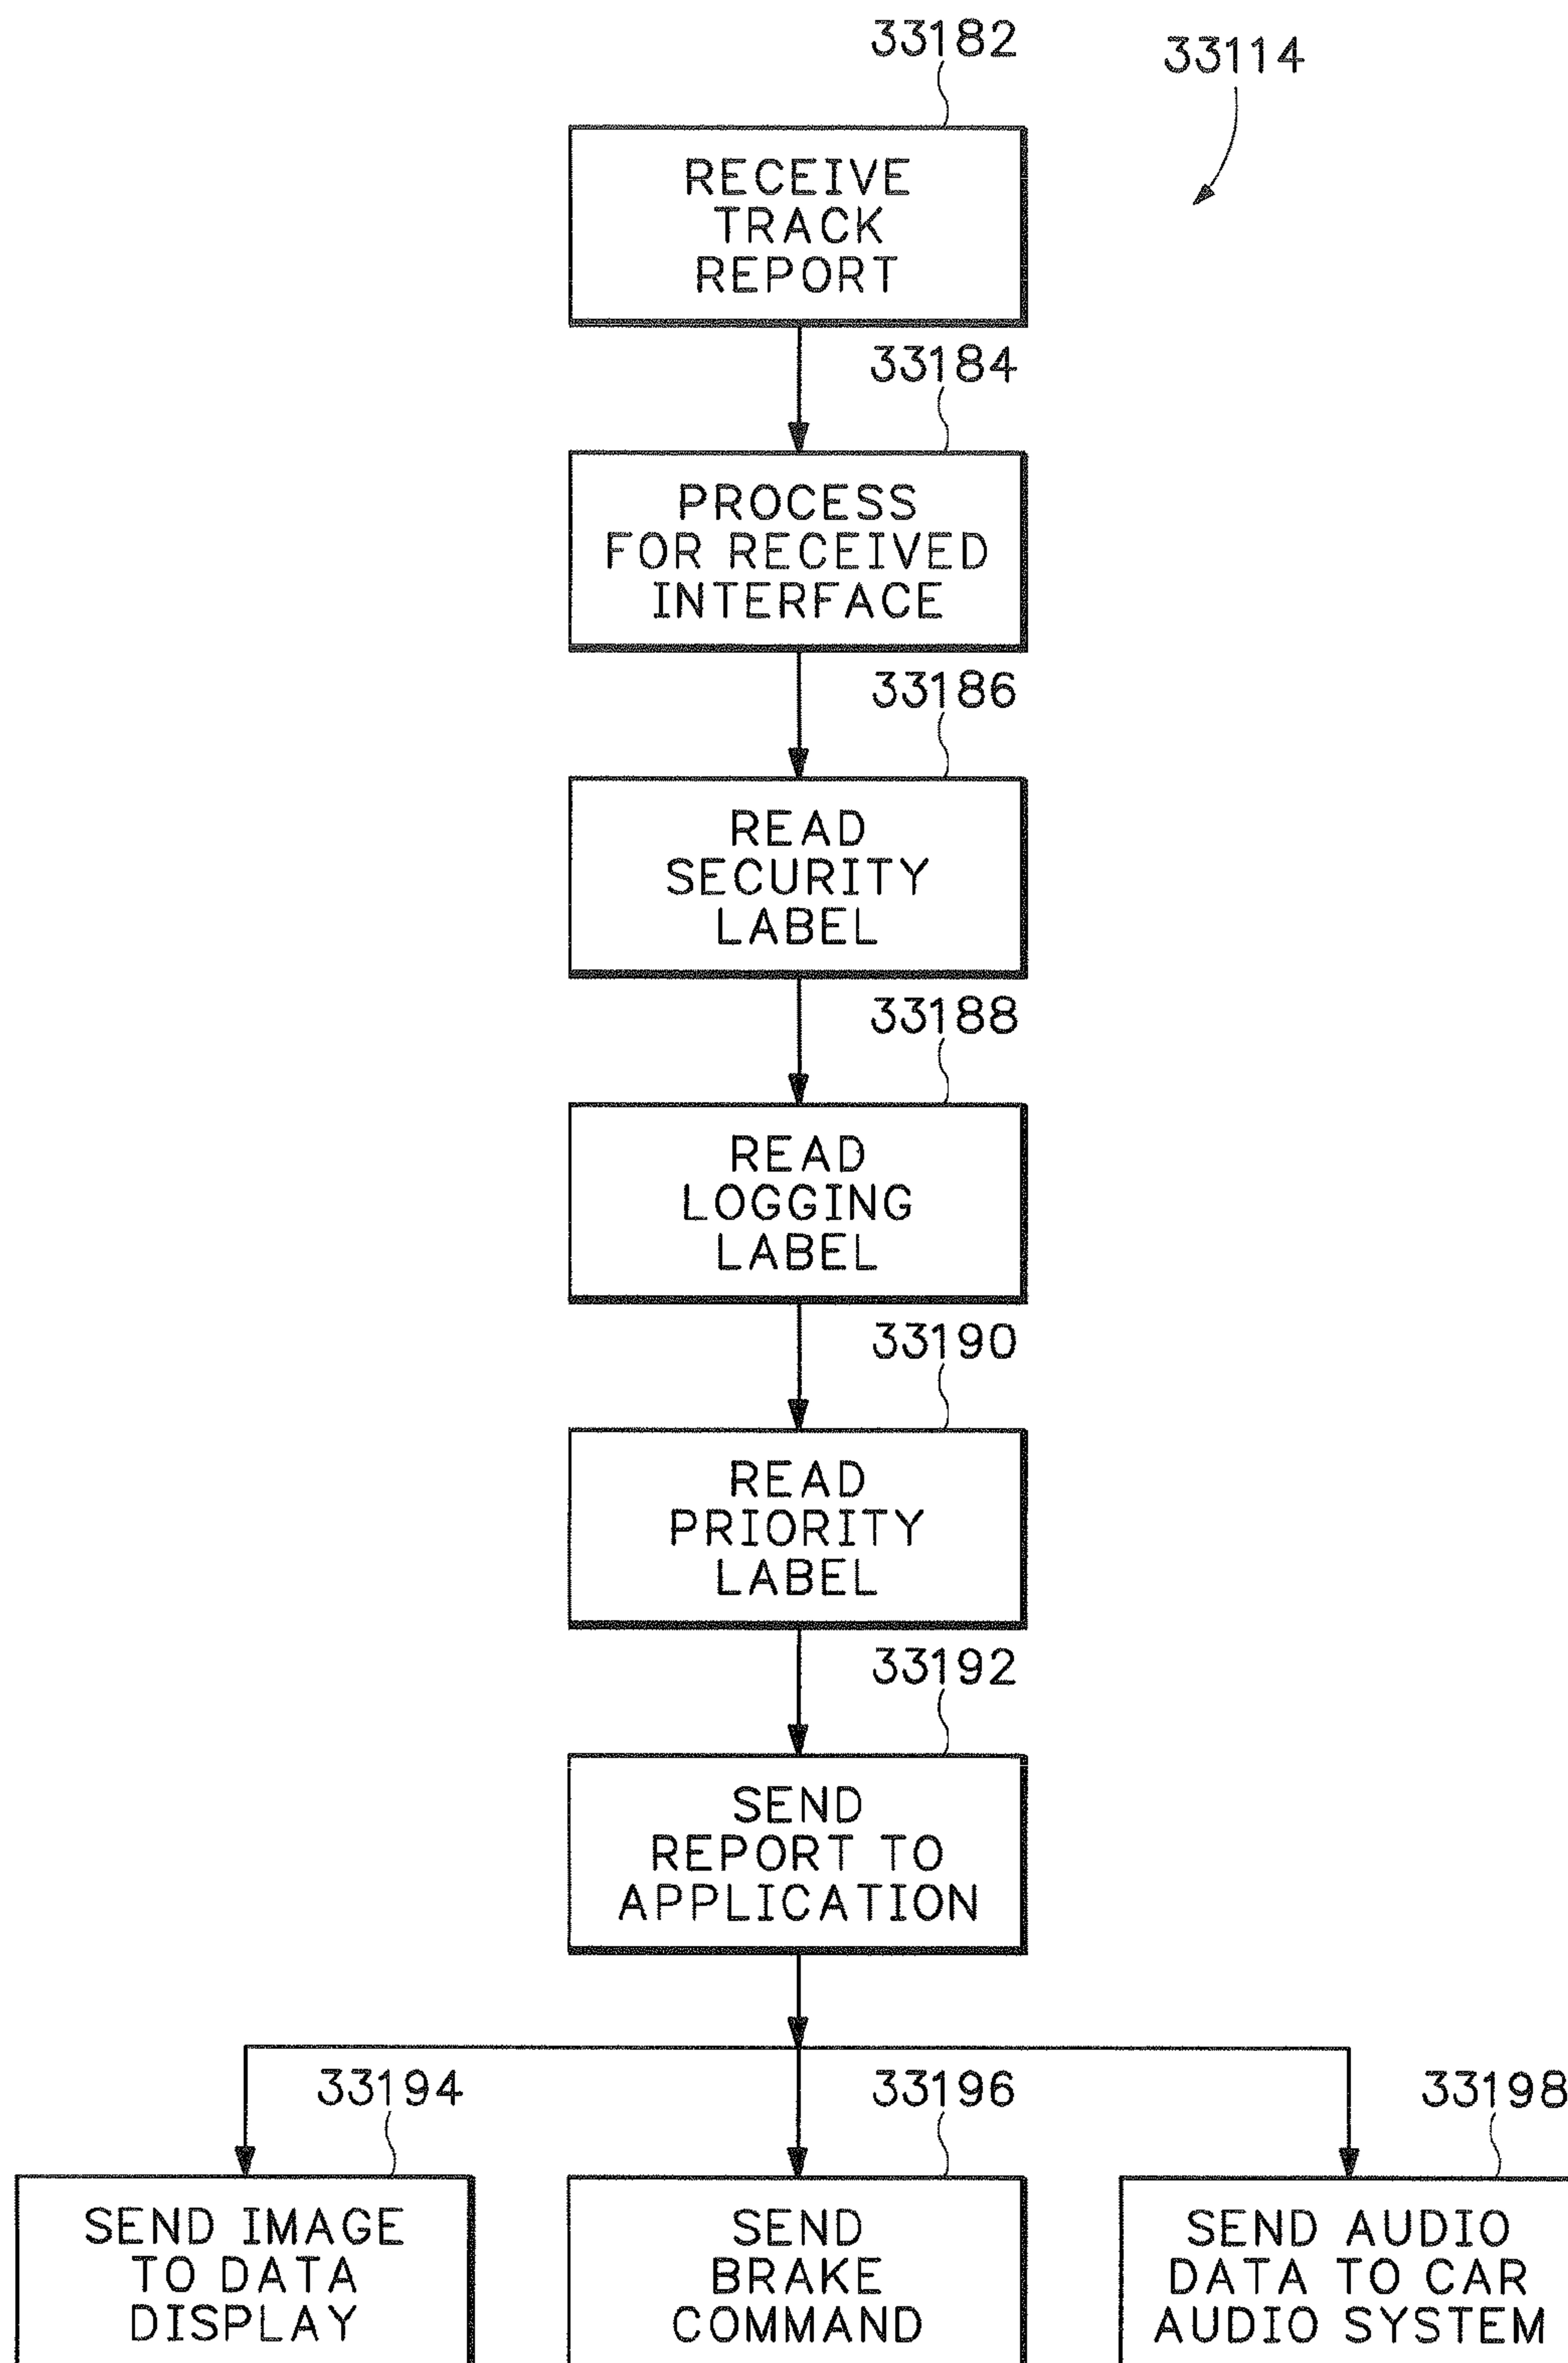 33182
33114
RECEIVE
TRACK
REPORT
33184
PROCESS
FOR RECEIVED
INTERFACE
33186
READ
SECURITY
LABEL
33188
READ
LOGGING
LABEL
33190
READ
PRIORITY
LABEL
33192
SEND
REPORT TO
APPLICATION
33194
33196
33198
SEND IMAGE
TO DATA
DISPLAY
SEND
BRAKE
COMMAND
SEND AUDIO
DATA TO CAR
AUDIO SYSTEM